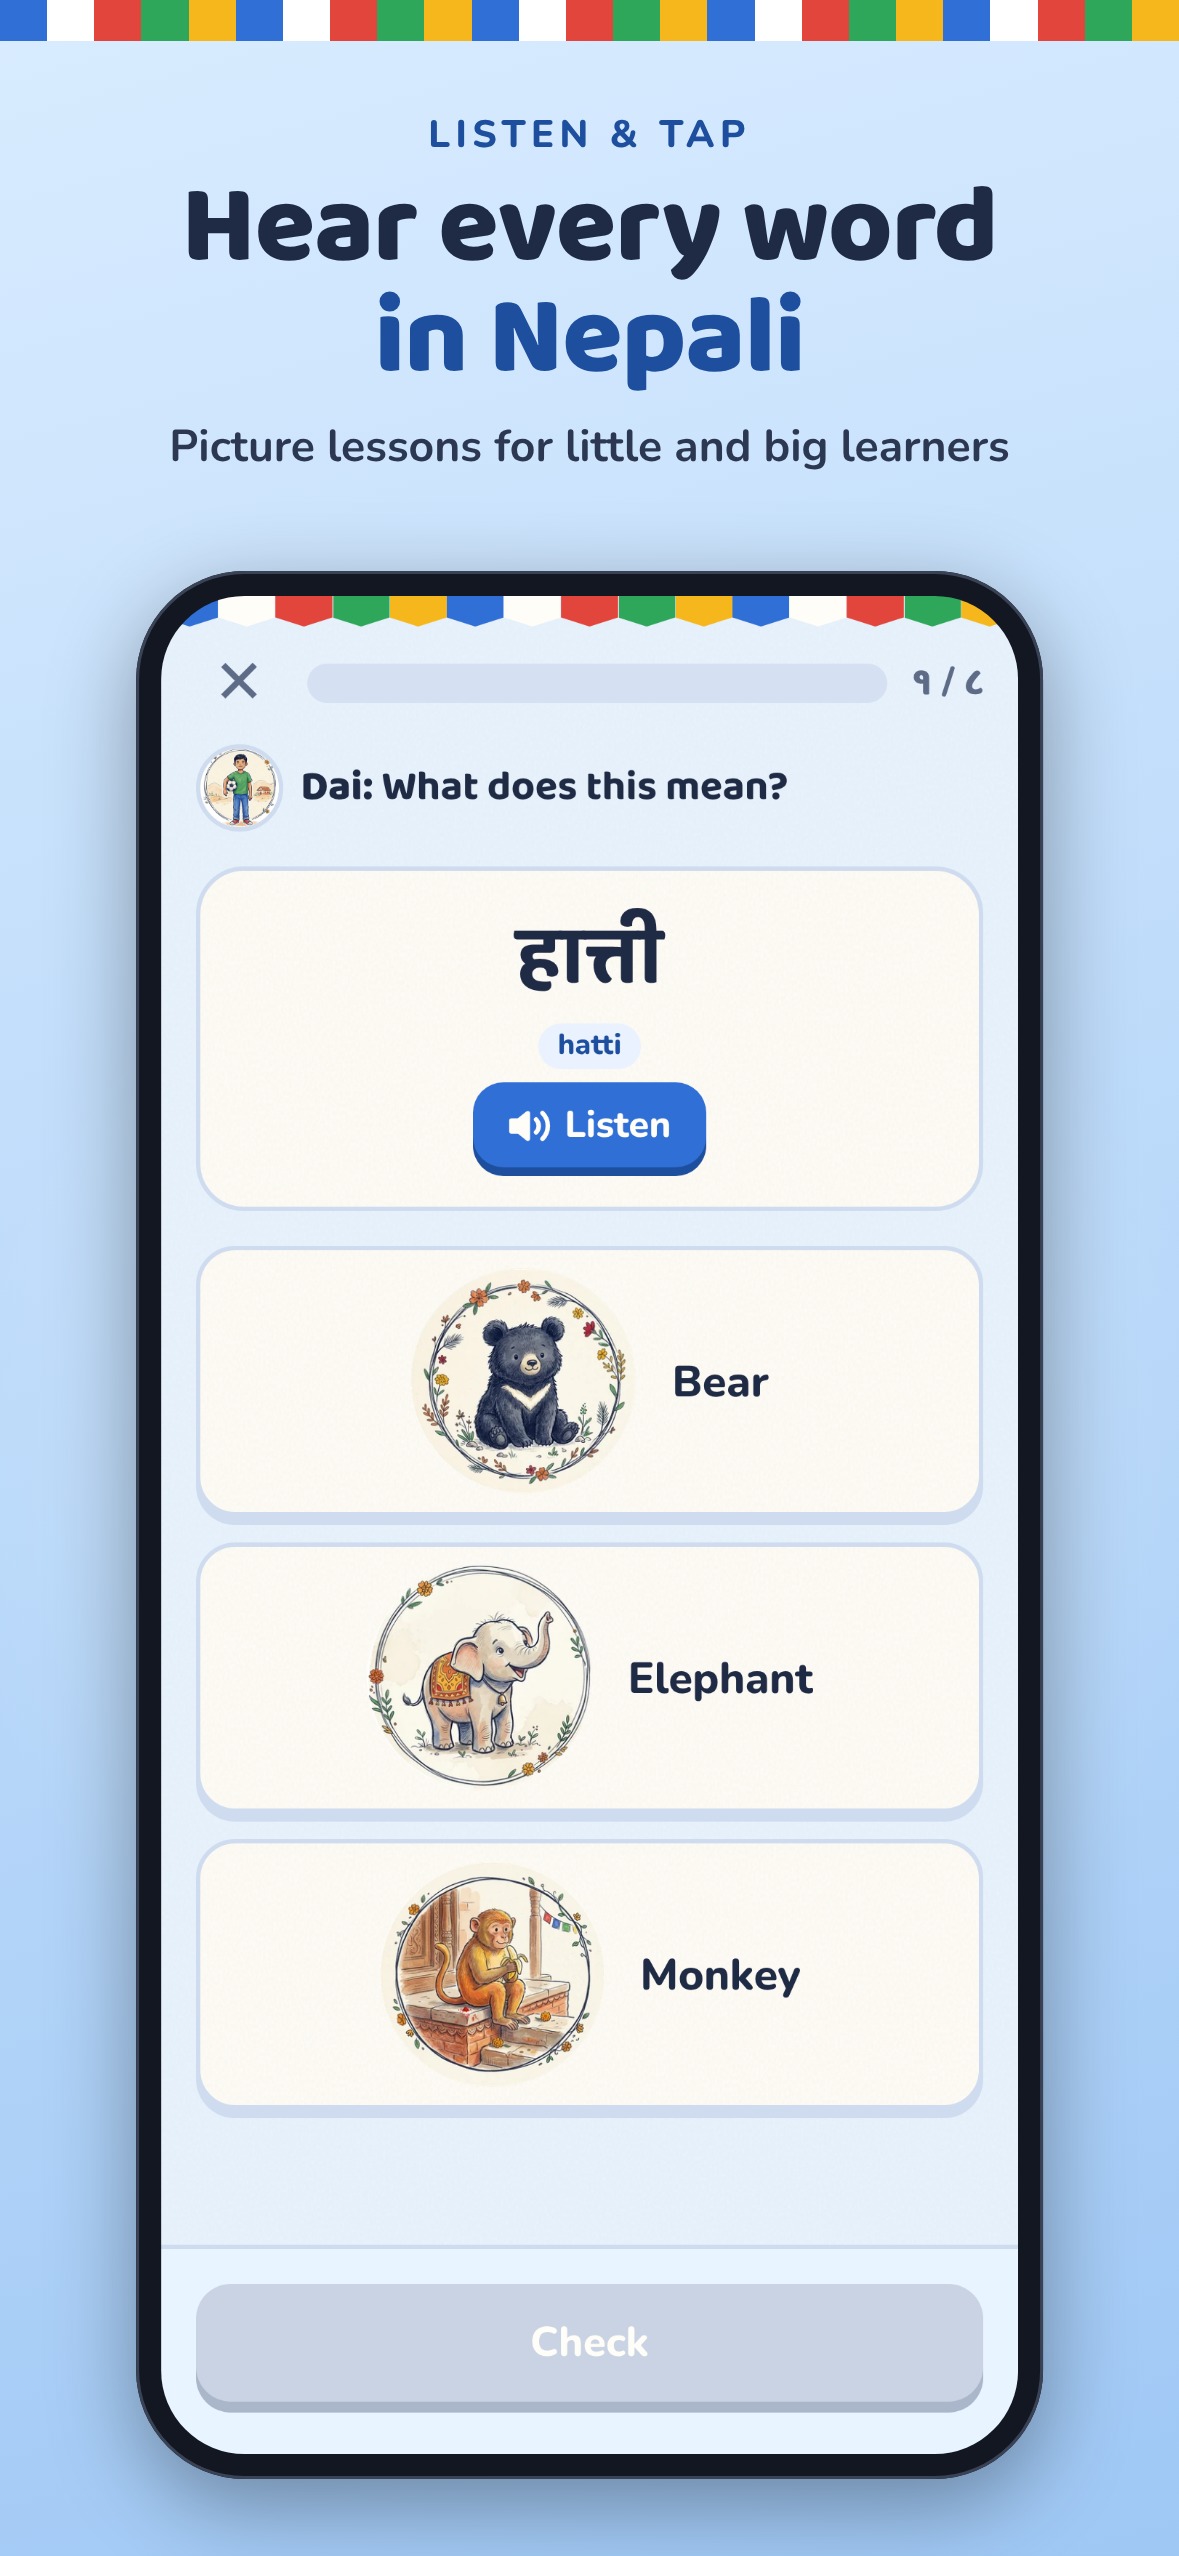 LISTEN & TAP
Hear every word
in Nepali
Picture lessons for little and big learners
१ / ८
Dai: What does this mean?
हात्ती
hatti
Listen
Bear
Elephant
Monkey
Check